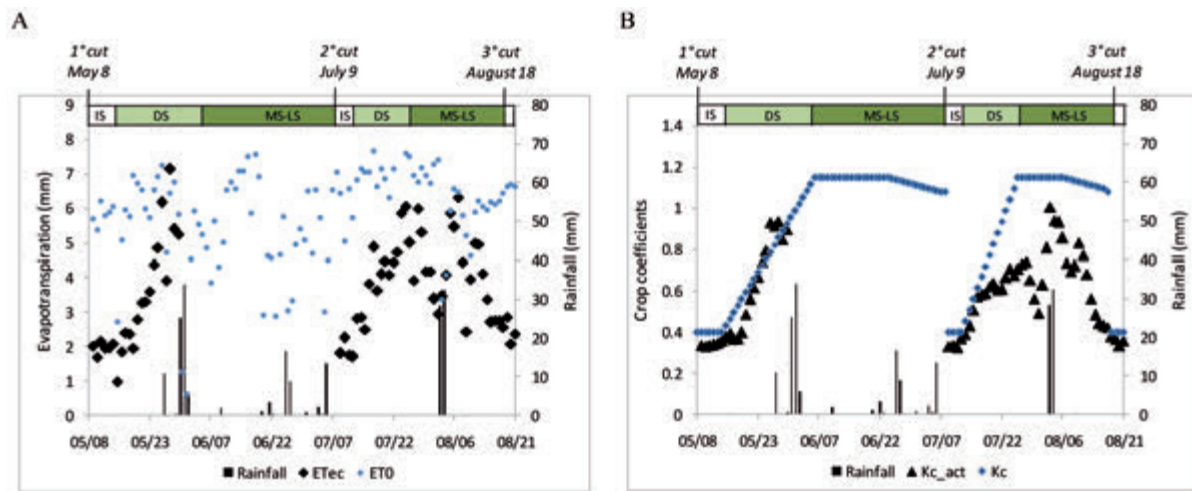 A
1° cut
May 8
2° cut
July 9
3° cut
August 18
IS DS MS-LS IS DS MS-LS
9
8
7
6
5
4
3
2
1
0
Evapotranspiration (mm)
80
70
60
50
40
30
20
10
0
Rainfall (mm)
05/08 05/23 06/07 06/22 07/07 07/22 08/06 08/21
Rainfall ETec ET0
B
1° cut
May 8
2° cut
July 9
3° cut
August 18
IS DS MS-LS IS DS MS-LS
1.4
1.2
1
0.8
0.6
0.4
0.2
0
Crop coefficients
80
70
60
50
40
30
20
10
0
Rainfall (mm)
05/08 05/23 06/07 06/22 07/07 07/22 08/06 08/21
Rainfall Kc_act Kc